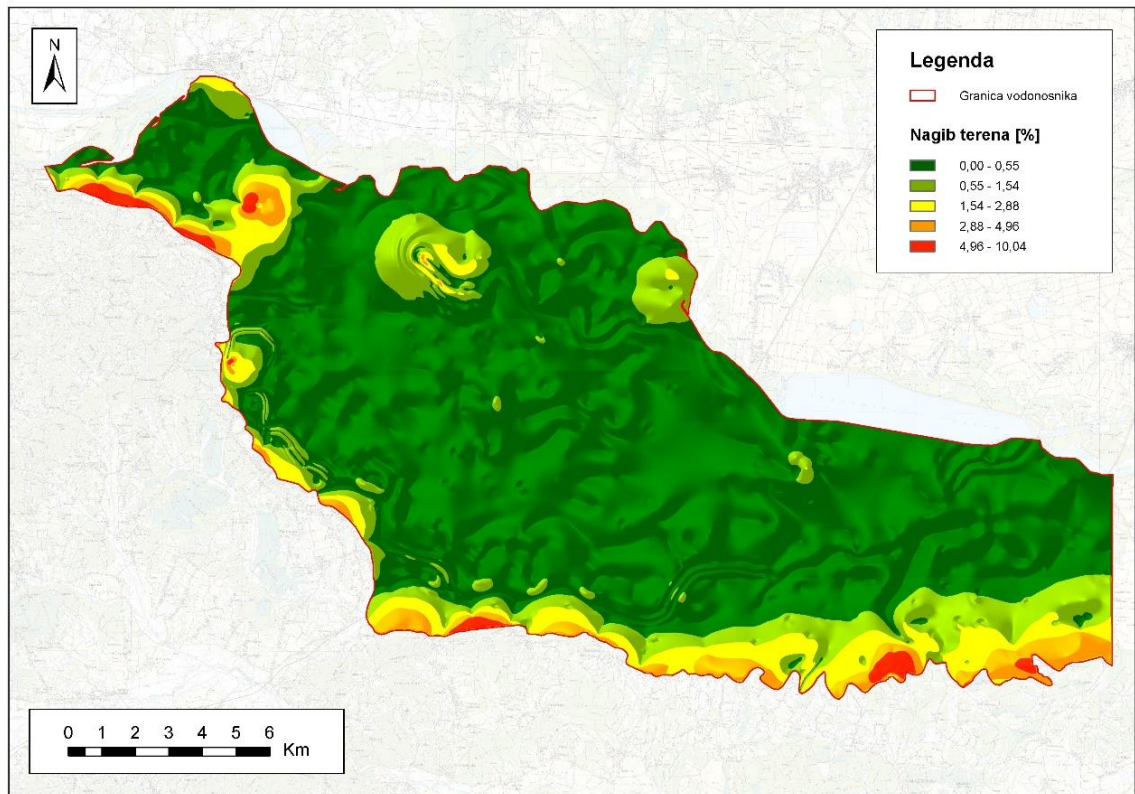 N
Legenda
Granica vodonosnika
Nagib terena [%]
0,00 - 0,55
0,55 - 1,54
1,54 - 2,88
2,88 - 4,96
4,96 - 10,04
0 1 2 3 4 5 6
Km